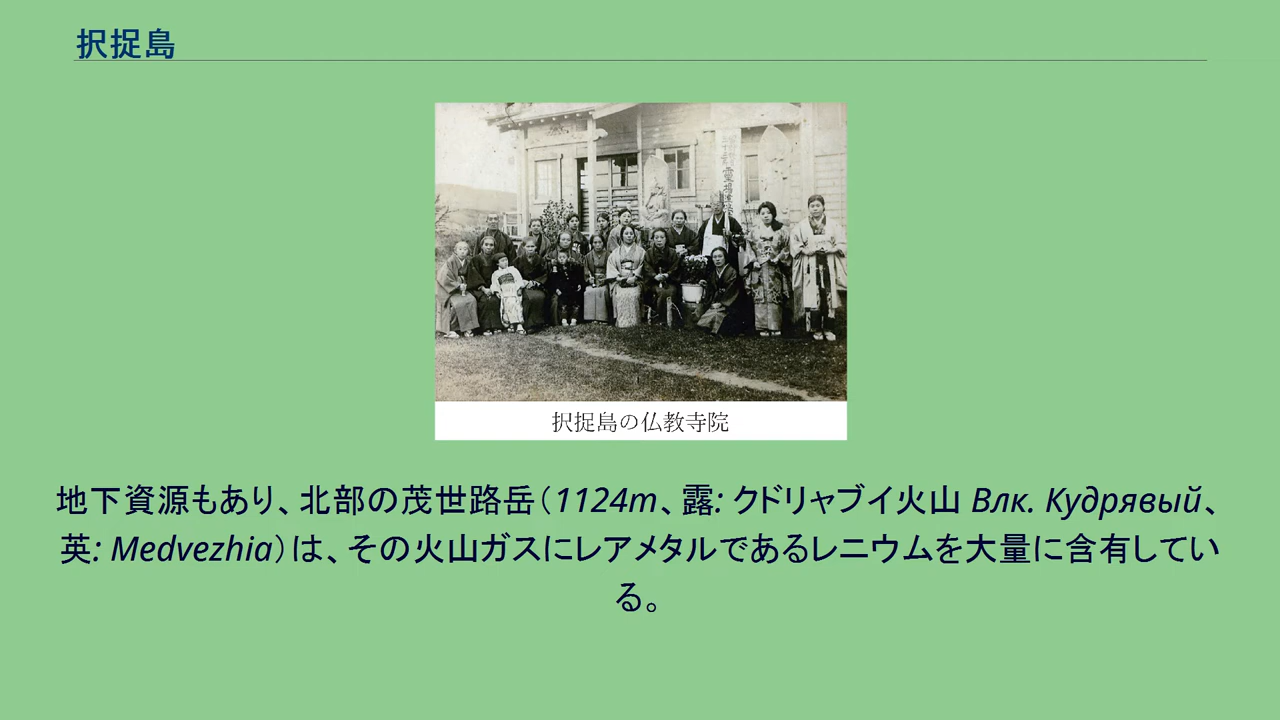 択捉島
択捉島の仏教寺院
地下資源もあり、北部の茂世路岳（1124m、露: クドリャブイ火山 Влк. Кудрявый、
英: Medvezhia）は、その火山ガスにレアメタルであるレニウムを大量に含有してい
る。